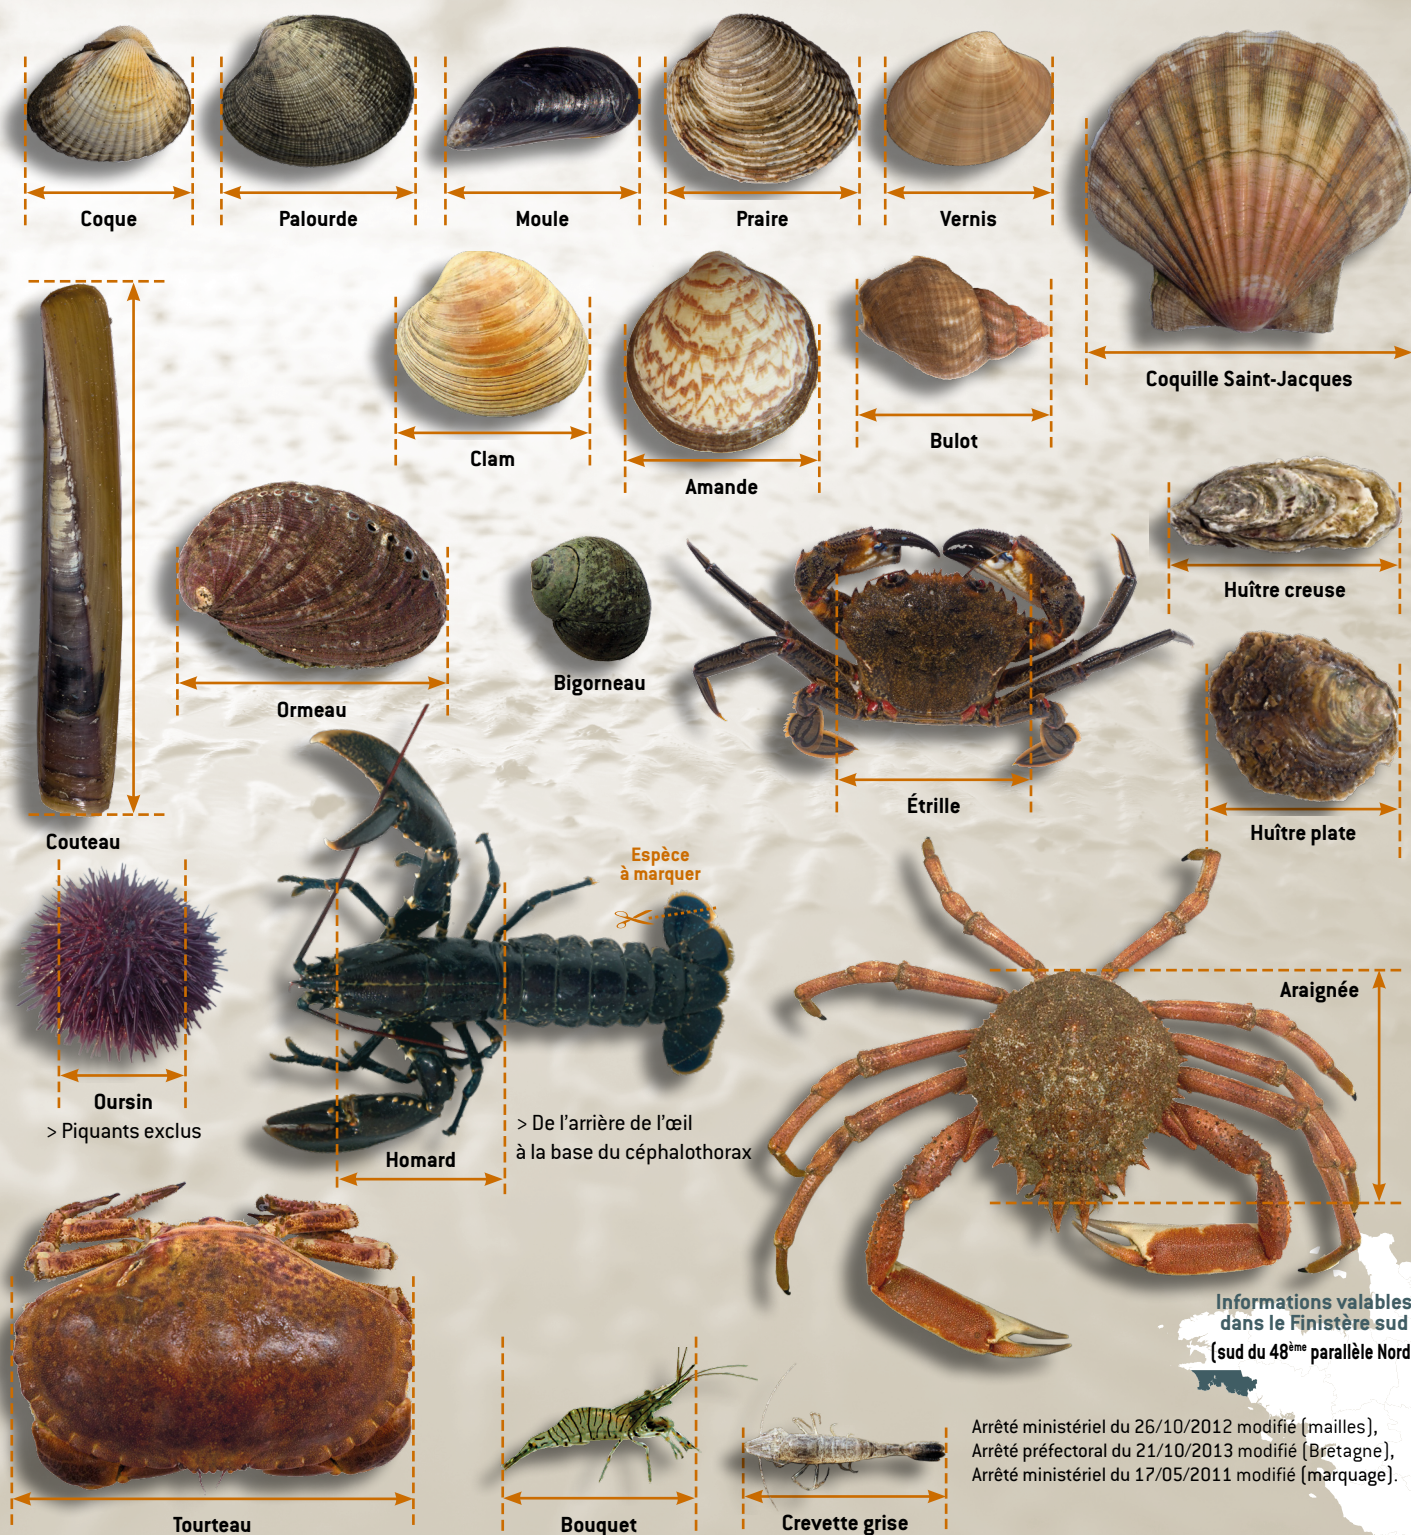 Coque
Palourde
Moule
Praire
Vernis
Coquille Saint-Jacques
Clam
Amande
Bulot
Huître creuse
Ormeau
Bigorneau
Étrille
Huître plate
Couteau
Espèce
à marquer
Araignée
Oursin
> Piquants exclus
Homard
> De l'arrière de l'œil
à la base du céphalothorax
Informations valables
dans le Finistère sud
(sud du 48ème parallèle Nord
Arrêté ministériel du 26/10/2012 modifié (mailles),
Arrêté préfectoral du 21/10/2013 modifié (Bretagne),
Arrêté ministériel du 17/05/2011 modifié (marquage).
Tourteau
Bouquet
Crevette grise